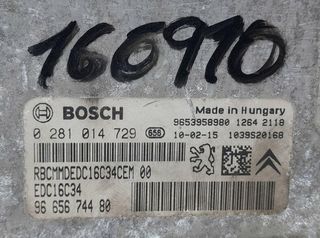 160910
BOSCH
Made in Hungary
9653958980 1264 2118
0 281 014 729 656 10-02-15 1039S20168
RBCMMDEDC16C34CEM 00
EDC16C34
96 656 744 80